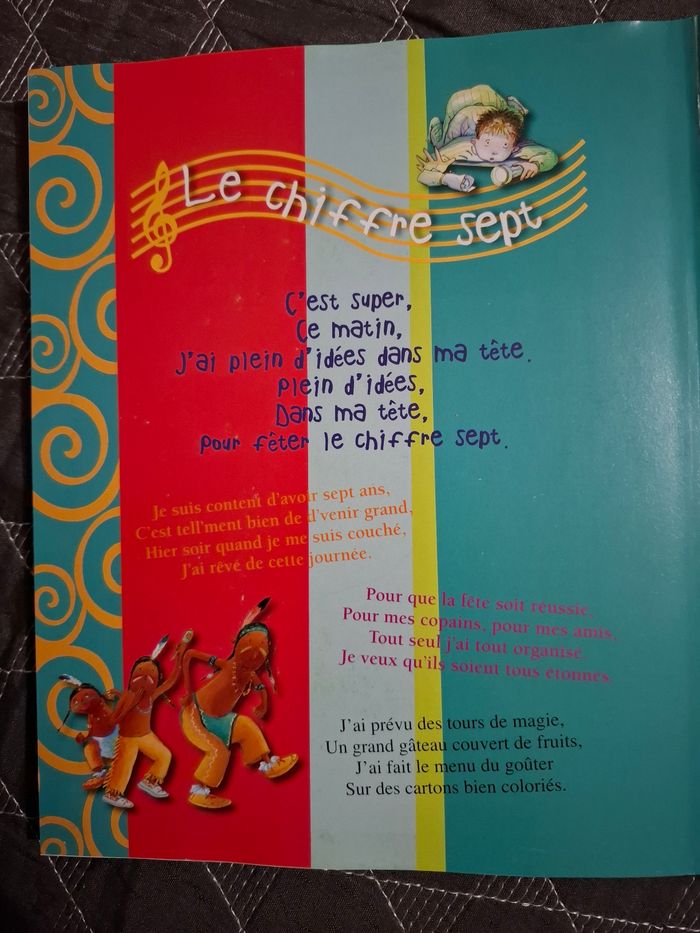 Le chiffre sept
C'est super,
Ce matin,
J'ai plein d'idées dans ma tête.
Plein d'idées,
Dans ma tête,
Pour fêter le chiffre sept.
Je suis content d'avoir sept ans,
C'est tell'ment bien de d'venir grand,
Hier soir quand je me suis couché,
J'ai rêvé de cette journée.
Pour que la fête soit réussie,
Pour mes copains, pour mes amis,
Tout seul j'ai tout organisé.
Je veux qu'ils soient tous étonnés.
J'ai prévu des tours de magie,
Un grand gâteau couvert de fruits,
J'ai fait le menu du goûter
Sur des cartons bien coloriés.